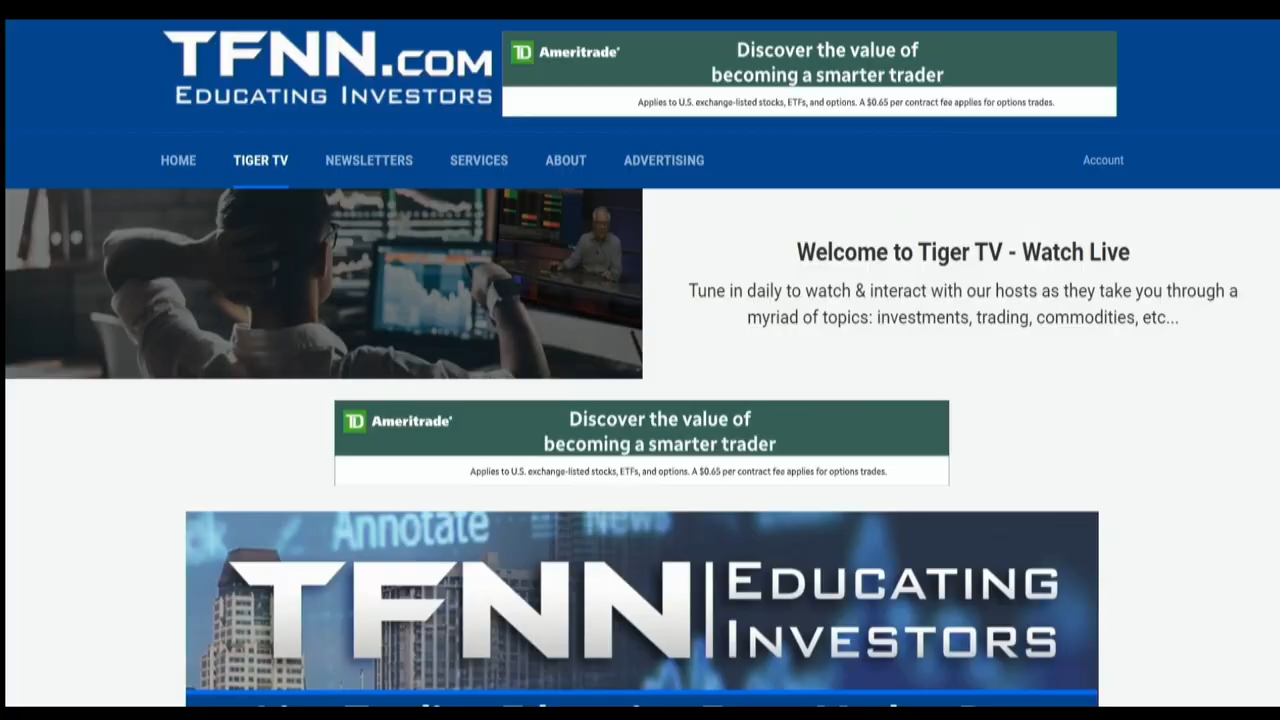 TFNN.COM
EDUCATING INVESTORS
TD Ameritrade
Discover the value of
becoming a smarter trader
Applies to U.S. exchange-listed stocks, ETFs, and options. A $0.65 per contract fee applies for options trades.
HOME TIGER TV NEWSLETTERS SERVICES ABOUT ADVERTISING Account
Welcome to Tiger TV - Watch Live
Tune in daily to watch & interact with our hosts as they take you through a
myriad of topics: investments, trading, commodities, etc...
TD Ameritrade
Discover the value of
becoming a smarter trader
Applies to U.S. exchange-listed stocks, ETFs, and options. A $0.65 per contract fee applies for options trades.
Annotate News
TFNN EDUCATING
INVESTORS